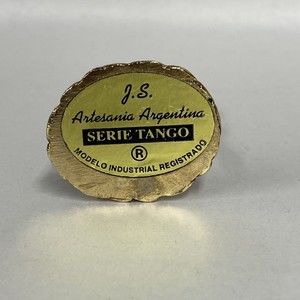 J.S.
Artesania Argentina
SERIE TANGO
®
MODELO INDUSTRIAL REGISTRADO